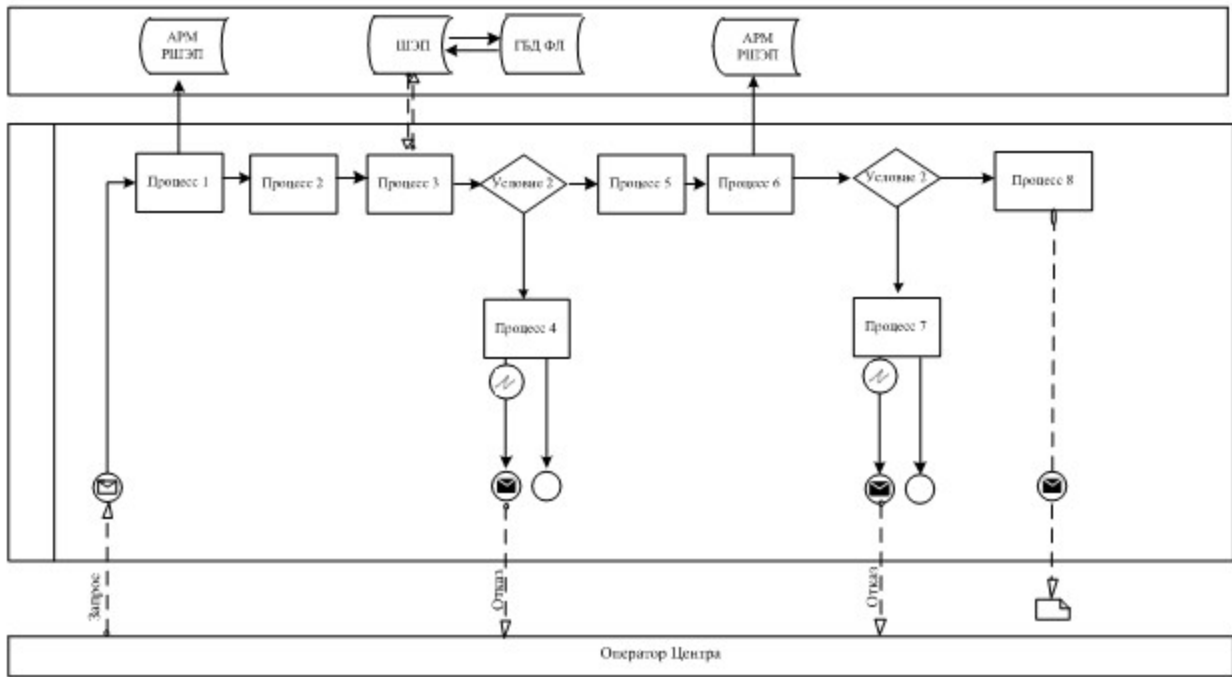 АРМ
РШЭП
ШЭП
ГБД ФЛ
АРМ
РШЭП
Процесс 1
Процесс 2
Процесс 3
Условие 2
Процесс 5
Процесс 6
Условие 2
Процесс 8
Процесс 4
Процесс 7
Запрос
Отказ
Отказ
Оператор Центра